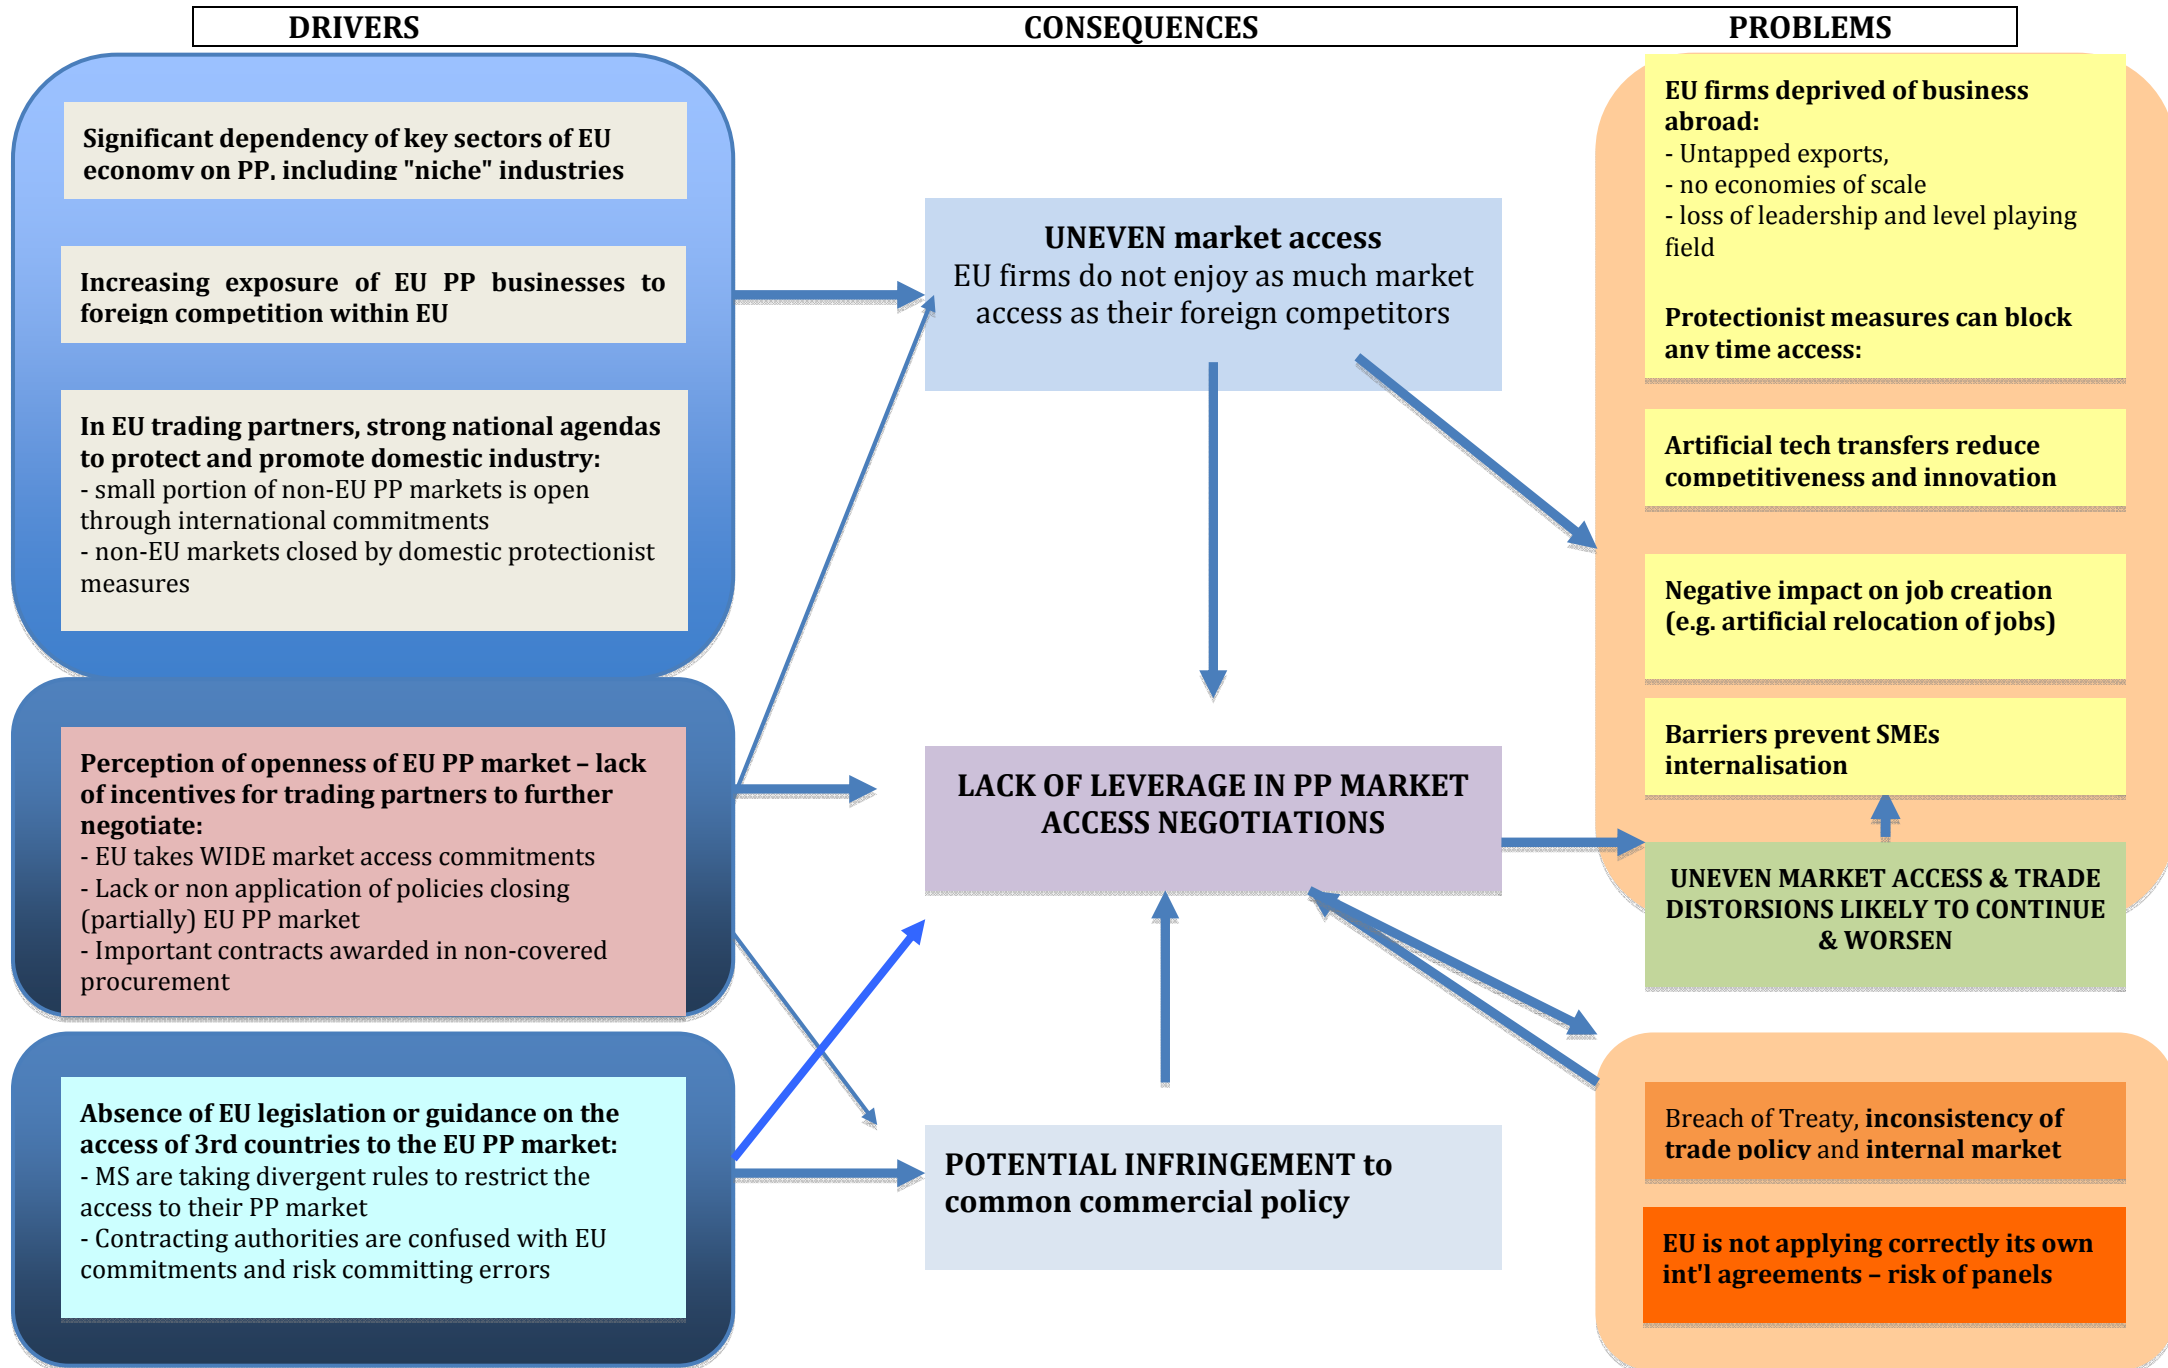 DRIVERS CONSEQUENCES PROBLEMS
Significant dependency of key sectors of EU
economy on PP, including "niche" industries
Increasing exposure of EU PP businesses to
foreign competition within EU
In EU trading partners, strong national agendas
to protect and promote domestic industry:
- small portion of non-EU PP markets is open
through international commitments
- non-EU markets closed by domestic protectionist
measures
Perception of openness of EU PP market – lack
of incentives for trading partners to further
negotiate:
- EU takes WIDE market access commitments
- Lack or non application of policies closing
(partially) EU PP market
- Important contracts awarded in non-covered
procurement
Absence of EU legislation or guidance on the
access of 3rd countries to the EU PP market:
- MS are taking divergent rules to restrict the
access to their PP market
- Contracting authorities are confused with EU
commitments and risk committing errors
UNEVEN market access
EU firms do not enjoy as much market
access as their foreign competitors
LACK OF LEVERAGE IN PP MARKET
ACCESS NEGOTIATIONS
POTENTIAL INFRINGEMENT to
common commercial policy
EU firms deprived of business
abroad:
- Untapped exports,
- no economies of scale
- loss of leadership and level playing
field
Protectionist measures can block
any time access:
Artificial tech transfers reduce
competitiveness and innovation
Negative impact on job creation
(e.g. artificial relocation of jobs)
Barriers prevent SMEs
internalisation
UNEVEN MARKET ACCESS & TRADE
DISTORSIONS LIKELY TO CONTINUE
& WORSEN
Breach of Treaty, inconsistency of
trade policy and internal market
EU is not applying correctly its own
int'l agreements – risk of panels